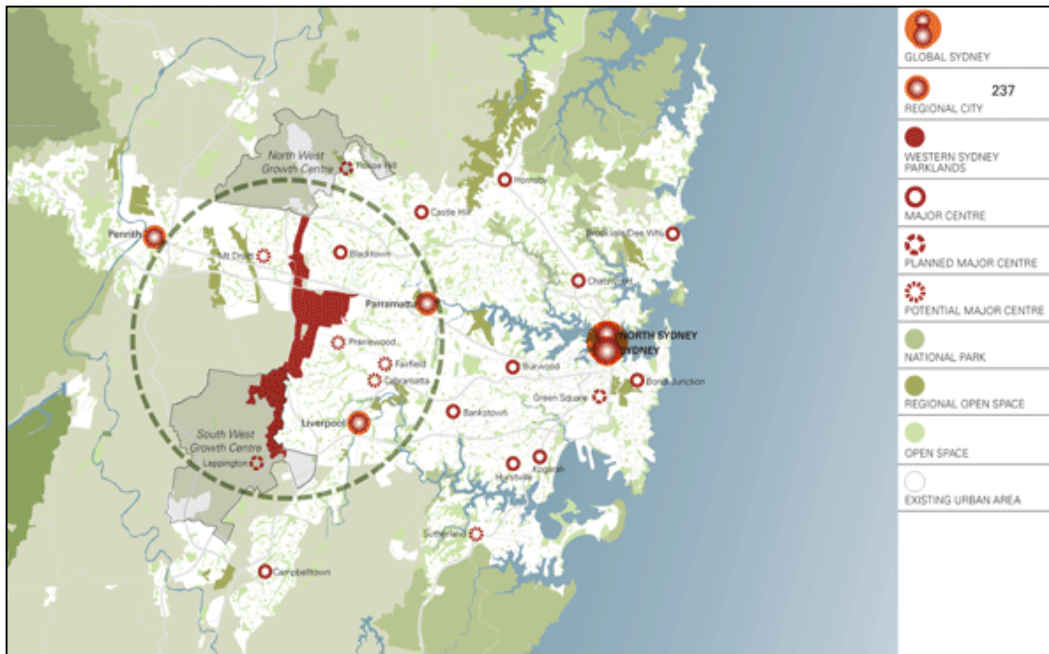 North West
Growth Centre
Rouse Hill
Hornsby
Castle Hill
Penrith
Brookvale/Dee Why
Mt Druitt
Blacktown
Chatswood
Parramatta
NORTH SYDNEY
SYDNEY
Prairiewood
Fairfield
Cabramatta
Burwood
Bondi Junction
Green Square
Bankstown
Liverpool
South West
Growth Centre
Leppington
Kogarah
Hurstville
Sutherland
Campbelltown
GLOBAL SYDNEY
237
REGIONAL CITY
WESTERN SYDNEY
PARKLANDS
MAJOR CENTRE
PLANNED MAJOR CENTRE
POTENTIAL MAJOR CENTRE
NATIONAL PARK
REGIONAL OPEN SPACE
OPEN SPACE
EXISTING URBAN AREA